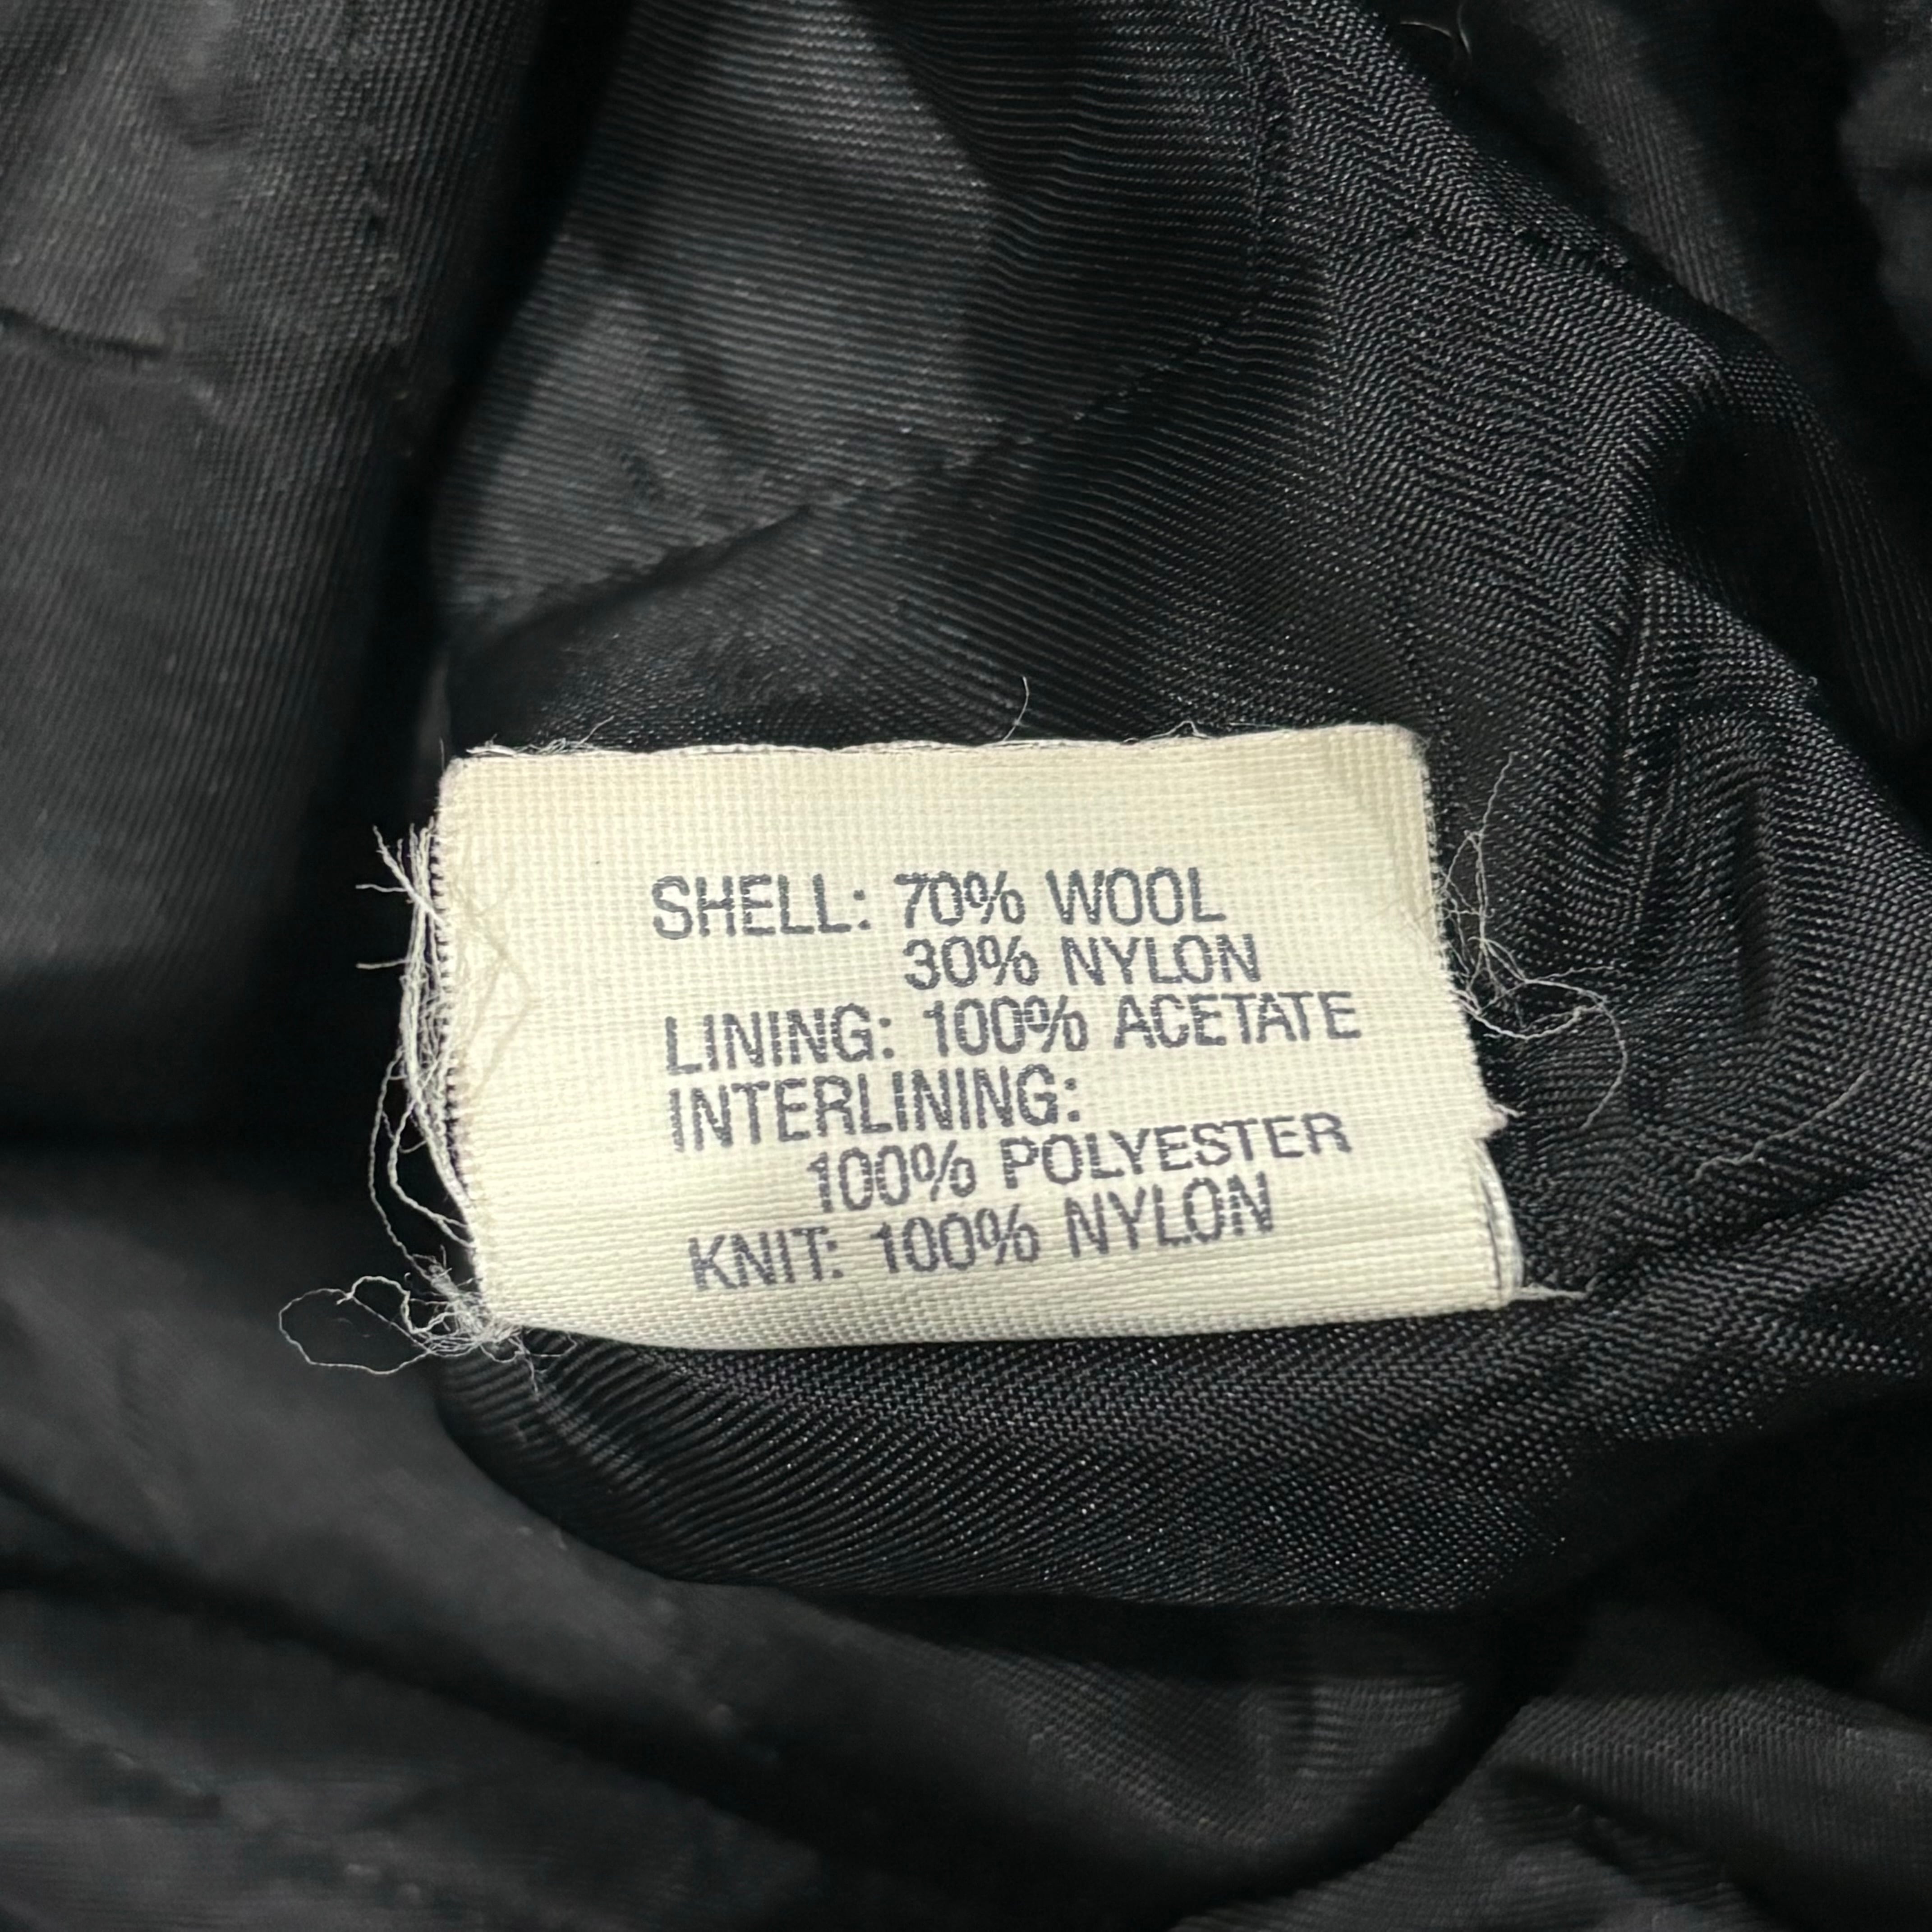 SHELL: 70% WOOL
30% NYLON
LINING: 100% ACETATE
INTERLINING:
100% POLYESTER
KNIT: 100% NYLON